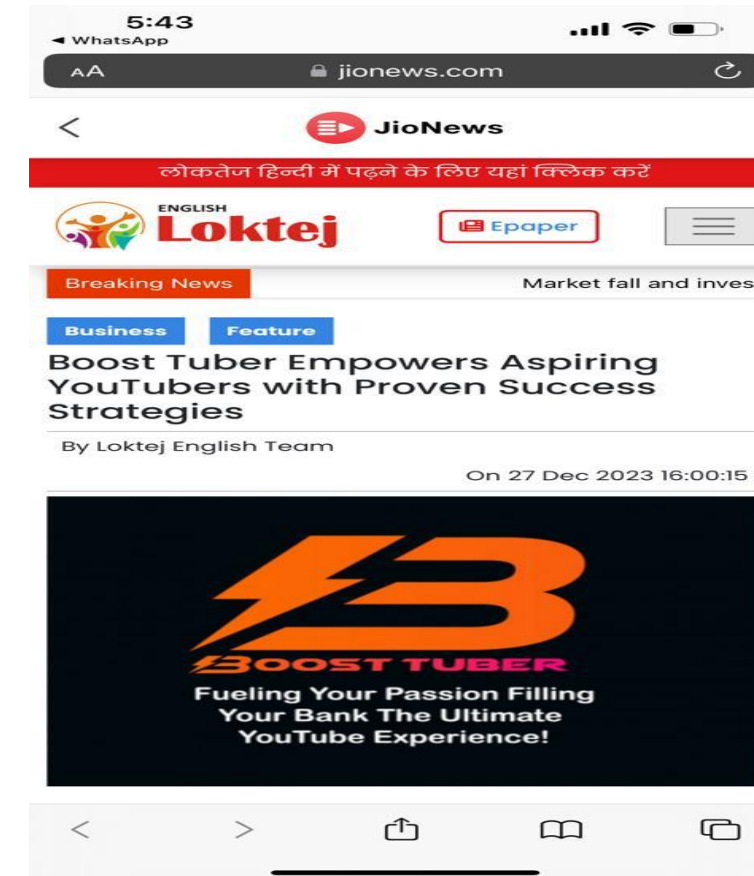 5:43
◄ WhatsApp
AA jionews.com
JioNews
लोकतेज हिन्दी में पढ़ने के लिए यहां क्लिक करें
ENGLISH
Loktej
Epaper
Breaking News Market fall and inves
Business Feature
Boost Tuber Empowers Aspiring
YouTubers with Proven Success
Strategies
By Loktej English Team
On 27 Dec 2023 16:00:15
B
BOOST TUBER
Fueling Your Passion Filling
Your Bank The Ultimate
YouTube Experience!